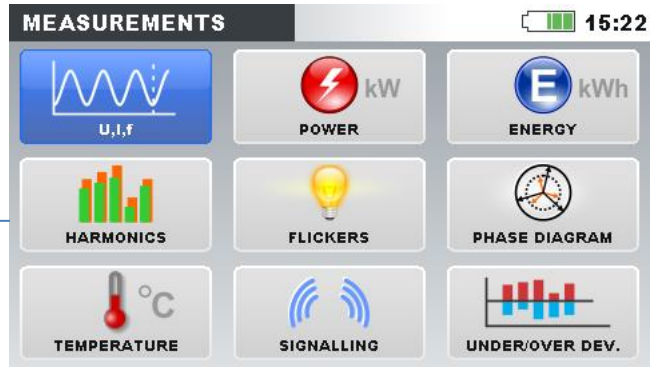 MEASUREMENTS 15:22
kW
kWh
U,I,f
POWER
E
ENERGY
HARMONICS
FLICKERS
PHASE DIAGRAM
°C
TEMPERATURE
SIGNALLING
UNDER/OVER DEV.